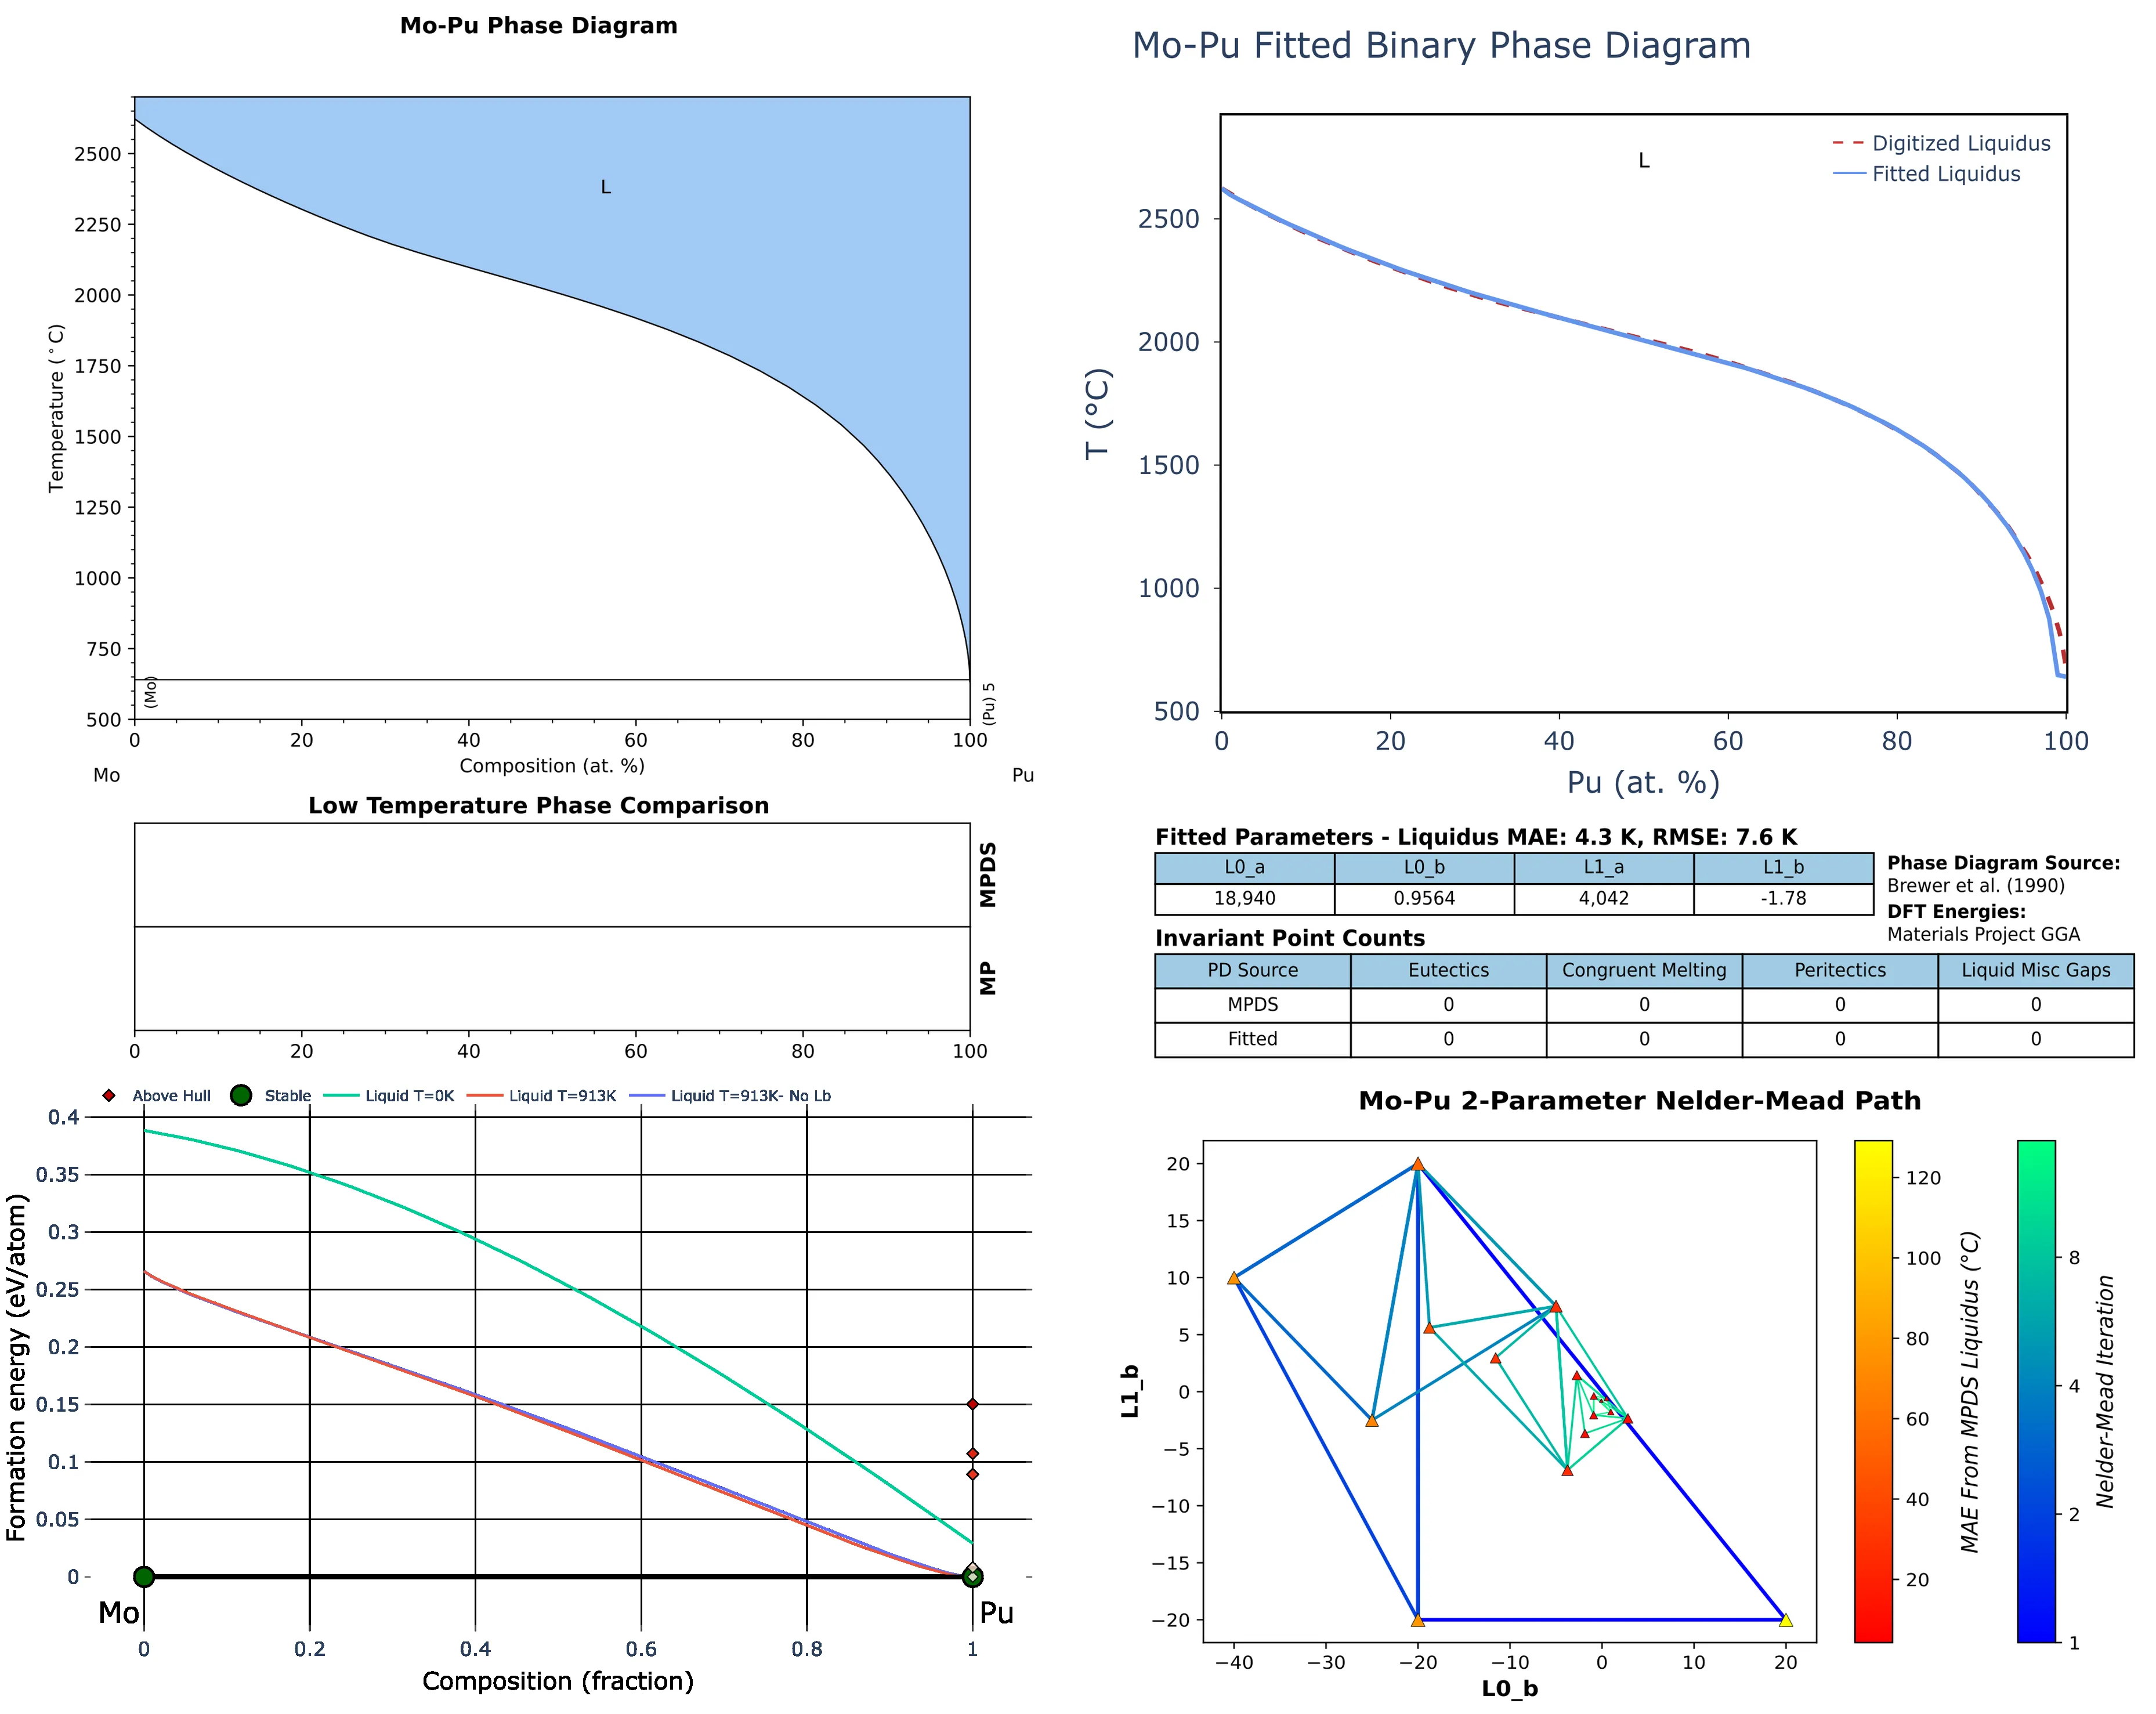 Mo-Pu Phase Diagram
L
2500
2250
2000
1750
1500
1250
1000
750
500
Temperature (°C)
(Mo)
(Pu) 5
0 20 40 60 80 100
Composition (at. %)
Mo Pu
Mo-Pu Fitted Binary Phase Diagram
L
Digitized Liquidus
Fitted Liquidus
2500
2000
1500
1000
500
T (°C)
0 20 40 60 80 100
Pu (at. %)
Low Temperature Phase Comparison
MPDS
MP
0 20 40 60 80 100
Fitted Parameters - Liquidus MAE: 4.3 K, RMSE: 7.6 K
L0_a L0_b L1_a L1_b
18,940 0.9564 4,042 -1.78
Phase Diagram Source:
Brewer et al. (1990)
DFT Energies:
Materials Project GGA
Invariant Point Counts
PD Source Eutectics Congruent Melting Peritectics Liquid Misc Gaps
MPDS 0 0 0 0
Fitted 0 0 0 0
Above Hull Stable Liquid T=0K Liquid T=913K Liquid T=913K- No Lb
0.4
0.35
0.3
0.25
0.2
0.15
0.1
0.05
0
Formation energy (eV/atom)
Mo Pu
0 0.2 0.4 0.6 0.8 1
Composition (fraction)
Mo-Pu 2-Parameter Nelder-Mead Path
20
15
10
5
0
−5
−10
−15
−20
L1_b
−40 −30 −20 −10 0 10 20
L0_b
120
100
80
60
40
20
MAE From MPDS Liquidus (°C)
8
4
2
1
Nelder-Mead Iteration